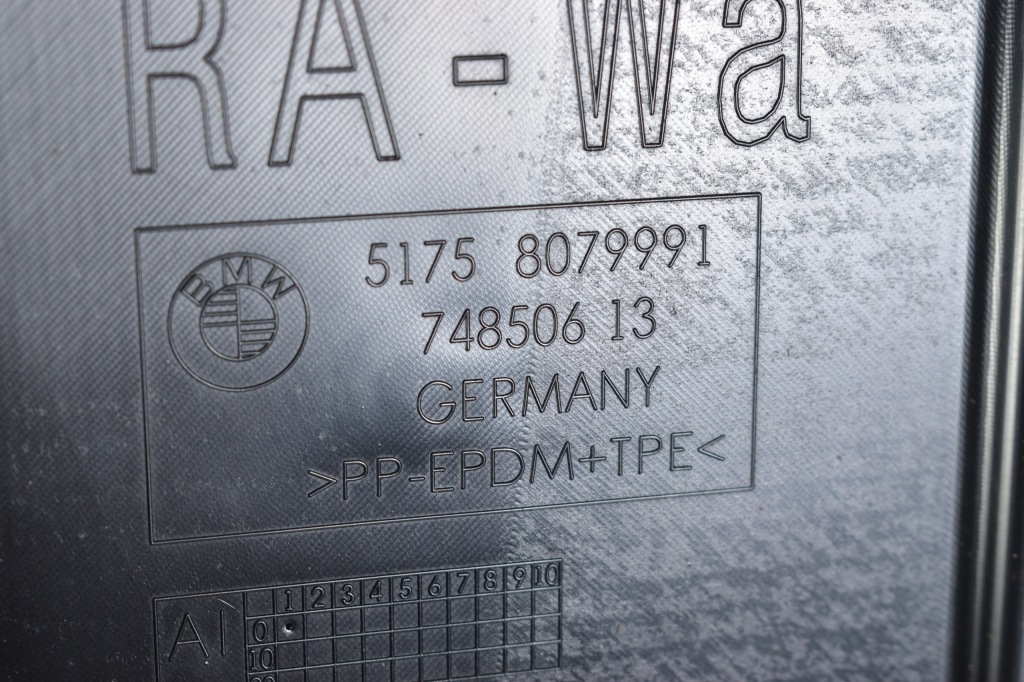 RA-Wa
BMW
5175 8079991
748506 13
GERMANY
>PP-EPDM+TPE<
1 2 3 4 5 6 7 8 9 10
AI
0
10